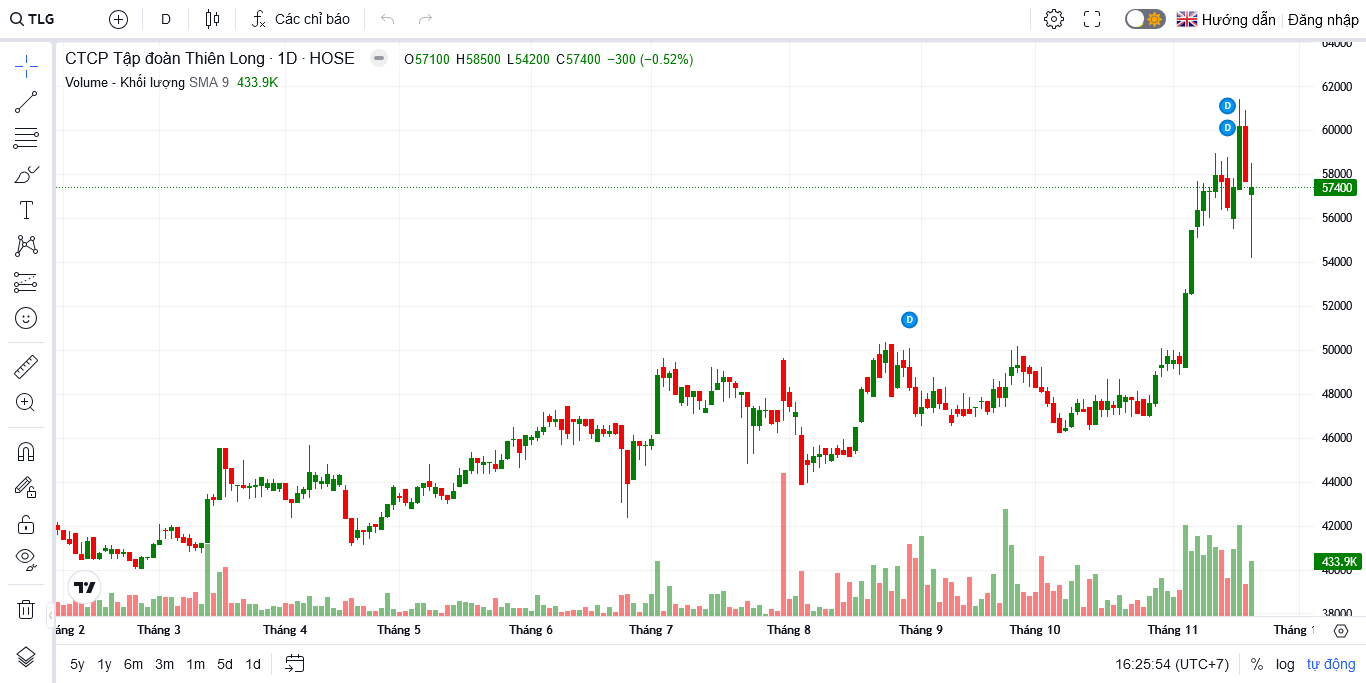 TLG D Các chỉ báo Hướng dẫn Đăng nhập
CTCP Tập đoàn Thiên Long · 1D · HOSE O57100 H58500 L54200 C57400 −300 (−0.52%)
Volume - Khối lượng SMA 9 433.9K
64000
62000
D
60000
D
58000
57400
56000
54000
52000
D
50000
48000
46000
44000
42000
433.9K
40000
38000
áng 2 Tháng 3 Tháng 4 Tháng 5 Tháng 6 Tháng 7 Tháng 8 Tháng 9 Tháng 10 Tháng 11 Tháng 1
5y 1y 6m 3m 1m 5d 1d 16:25:54 (UTC+7) % log tự động